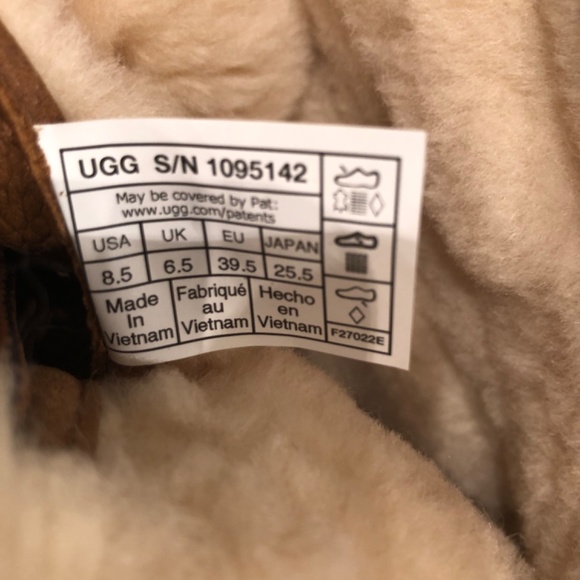 UGG S/N 1095142
May be covered by Pat:
www.ugg.com/patents
USA UK EU JAPAN
8.5 6.5 39.5 25.5
Made In Vietnam
Fabriqué au Vietnam
Hecho en Vietnam
F27022E